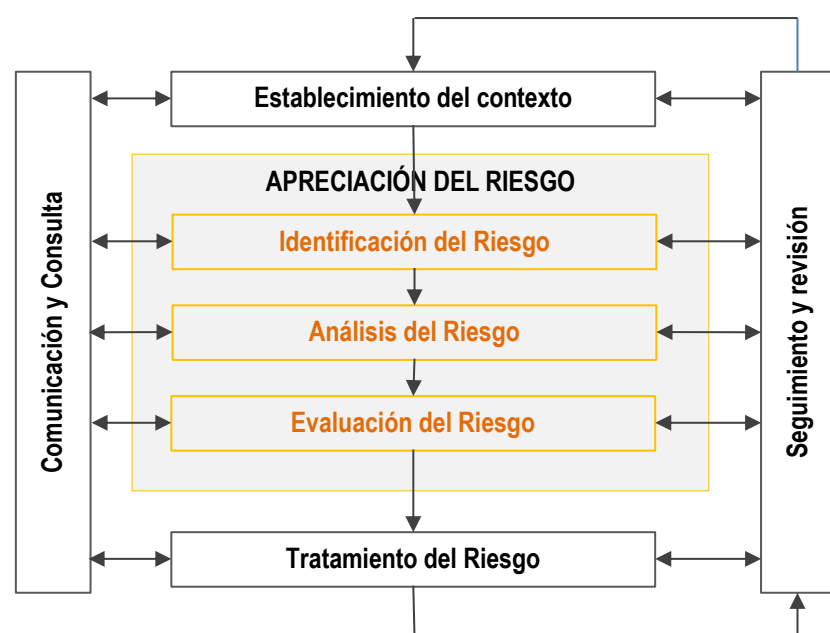 Establecimiento del contexto
APRECIACIÓN DEL RIESGO
Identificación del Riesgo
Análisis del Riesgo
Evaluación del Riesgo
Tratamiento del Riesgo
Comunicación y Consulta
Seguimiento y revisión